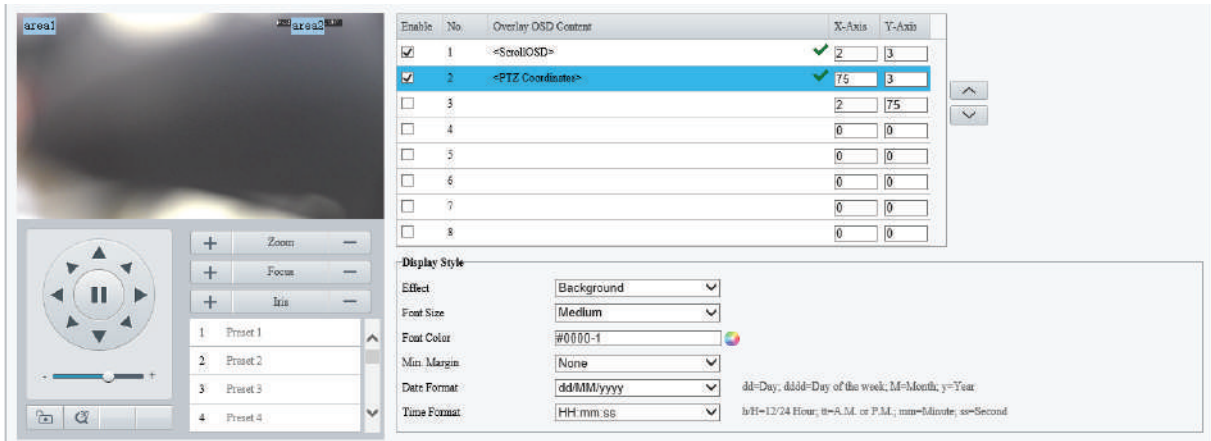 area1 area2
Enable No. Overlay OSD Content X-Axis Y-Axis
1 <ScrollOSD> 2 3
2 <PTZ Coordinates> 75 3
3 2 75
4 0 0
5 0 0
6 0 0
7 0 0
8 0 0
+ Zoom −
+ Focus −
+ Iris −
1 Preset 1
2 Preset 2
3 Preset 3
4 Preset 4
- +
Display Style
Effect Background
Font Size Medium
Font Color #0000-1
Min. Margin None
Date Format dd/MM/yyyy dd=Day; dddd=Day of the week; M=Month; y=Year
Time Format HH:mm:ss h/H=12/24 Hour; tt=A.M. or P.M.; mm=Minute; ss=Second